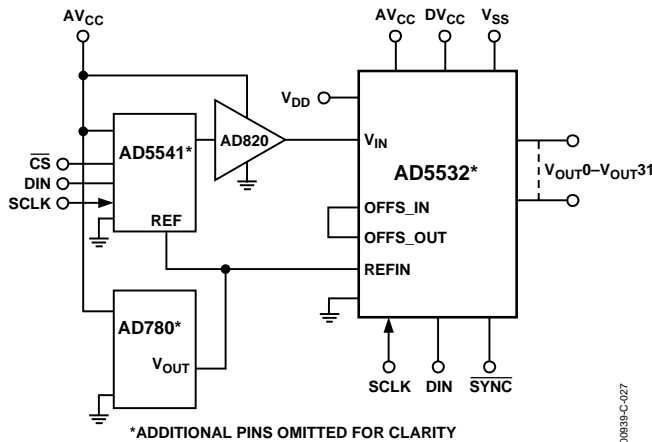 AVCC
AVCC DVCC VSS
VDD
AD820
VIN
AD5541*
AD5532*
CS
DIN
SCLK
VOUT0–VOUT31
OFFS_IN
OFFS_OUT
REF
REFIN
AD780*
VOUT
SCLK DIN SYNC
*ADDITIONAL PINS OMITTED FOR CLARITY
00939-C-027